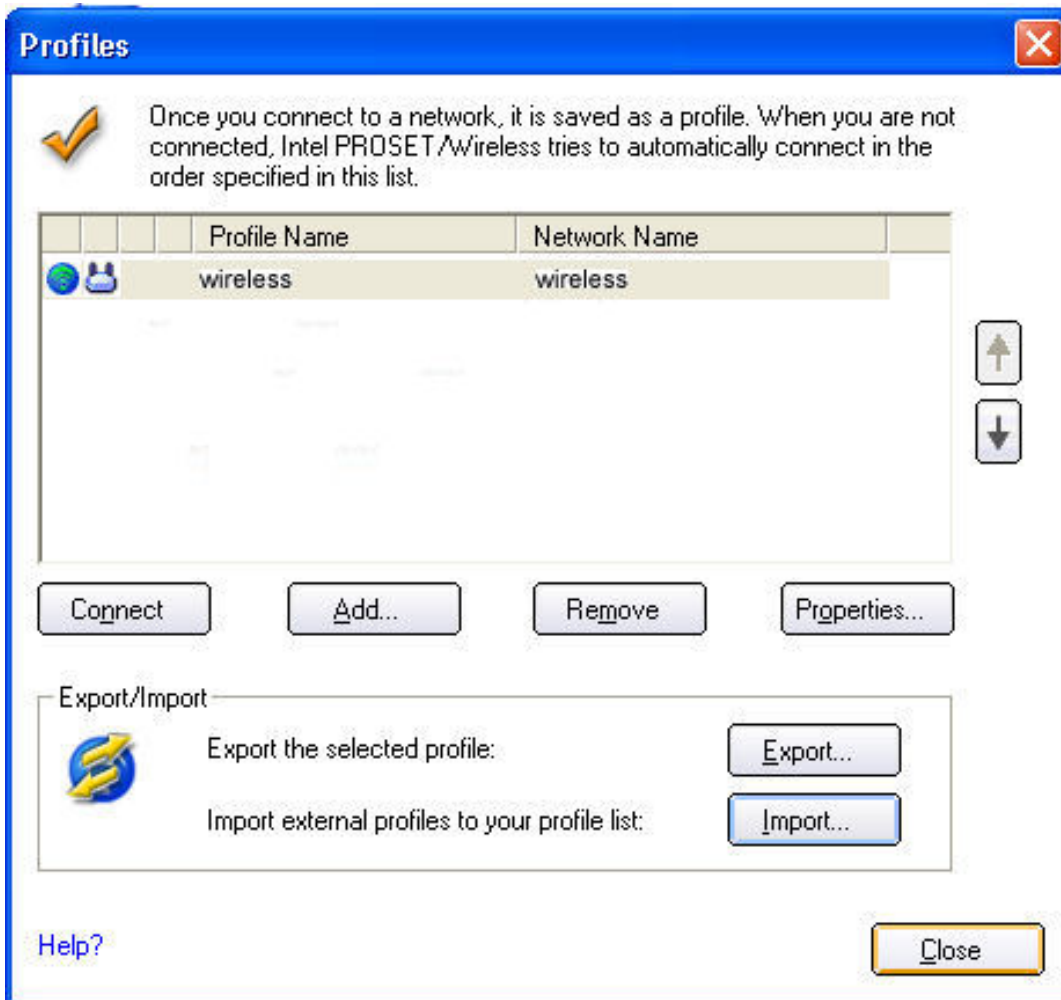 Profiles
Once you connect to a network, it is saved as a profile. When you are not
connected, Intel PROSET/Wireless tries to automatically connect in the
order specified in this list.
Profile Name Network Name
wireless wireless
Connect Add... Remove Properties...
Export/Import
Export the selected profile: Export...
Import external profiles to your profile list: Import...
Help? Close